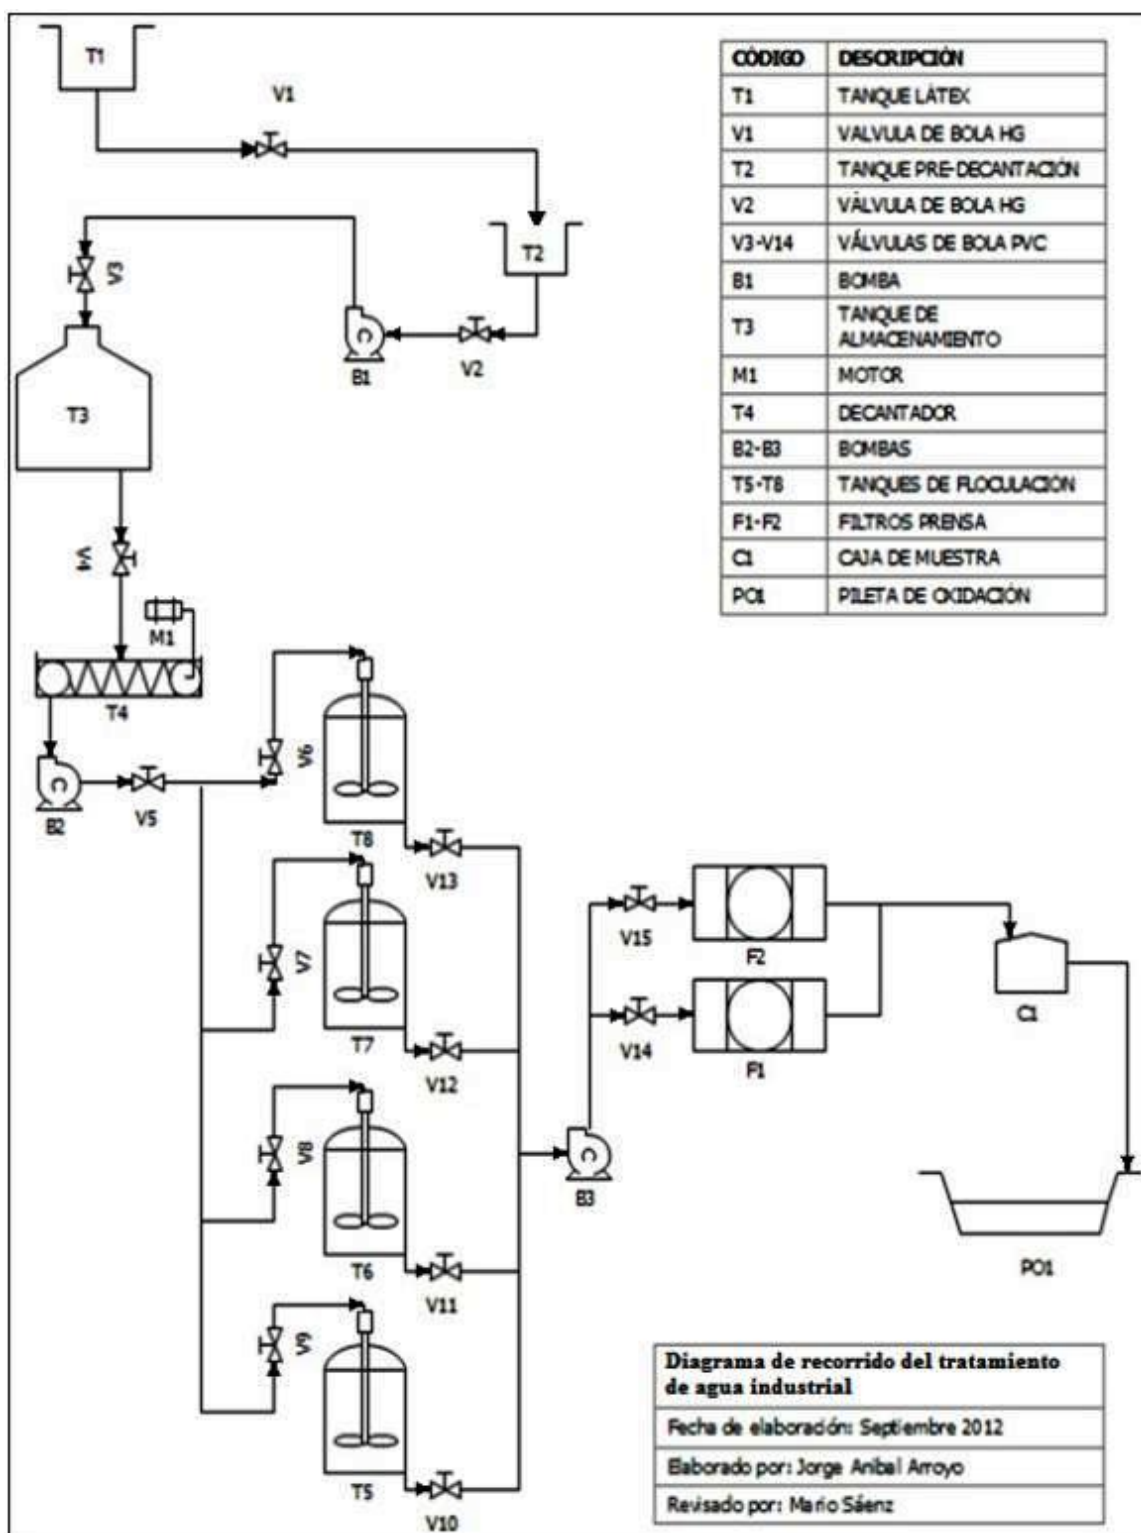 T1
V1
T2
V3
V2
B1
T3
V4
M1
T4
B2
V5
V6
T8
V13
V7
T7
V12
V8
T6
V11
V9
T5
V10
B3
V15
F2
V14
F1
C1
PO1
CÓDIGO DESCRIPCIÓN
T1 TANQUE LÁTEX
V1 VALVULA DE BOLA HG
T2 TANQUE PRE-DECANTACIÓN
V2 VÁLVULA DE BOLA HG
V3-V14 VÁLVULAS DE BOLA PVC
B1 BOMBA
T3 TANQUE DE
ALMACENAMIENTO
M1 MOTOR
T4 DECANTADOR
B2-B3 BOMBAS
T5-T8 TANQUES DE FLOCULACIÓN
F1-F2 FILTROS PRENSA
C1 CAJA DE MUESTRA
PO1 PILETA DE OXIDACIÓN
Diagrama de recorrido del tratamiento
de agua industrial
Fecha de elaboración: Septiembre 2012
Elaborado por: Jorge Anibal Arroyo
Revisado por: Mario Sáenz